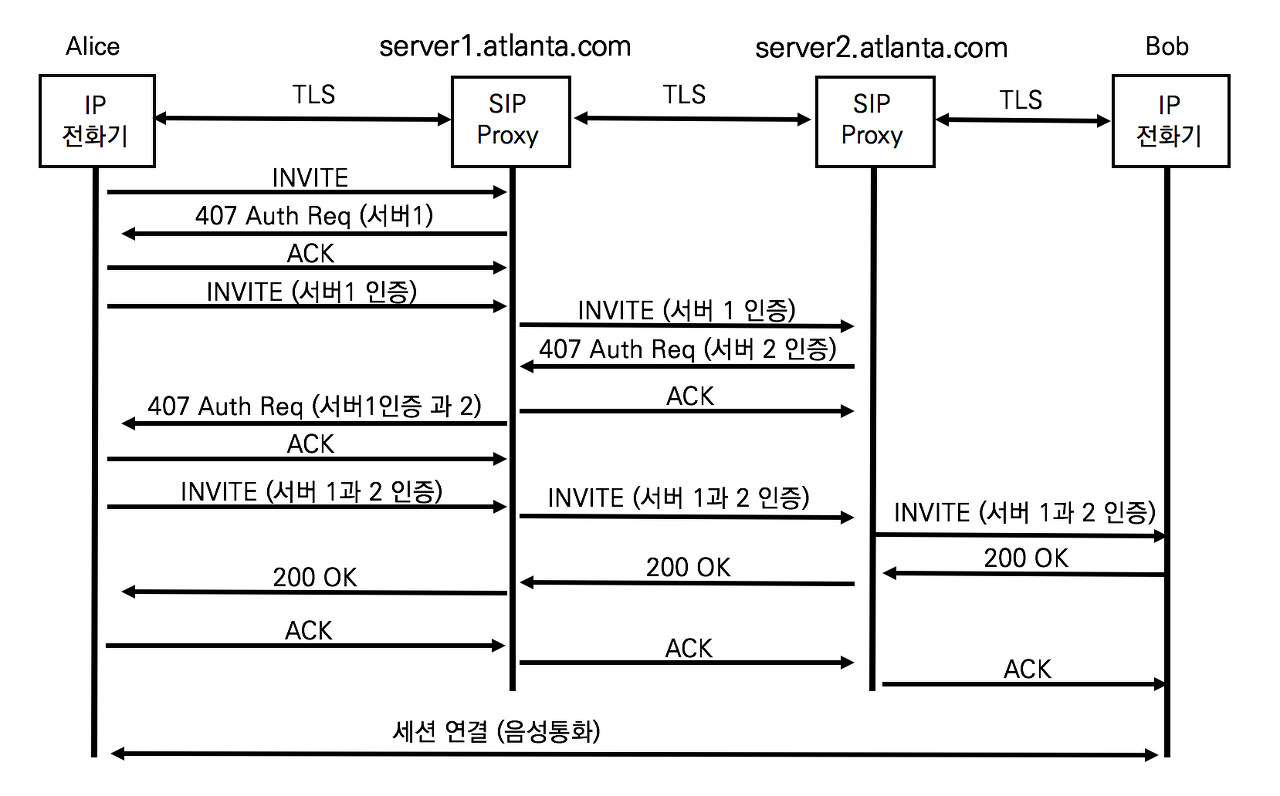 Alice
server1.atlanta.com
server2.atlanta.com
Bob
IP
전화기
TLS
SIP
Proxy
TLS
SIP
Proxy
TLS
IP
전화기
INVITE
407 Auth Req (서버1)
ACK
INVITE (서버1 인증)
INVITE (서버 1 인증)
407 Auth Req (서버 2 인증)
ACK
407 Auth Req (서버1인증 과 2)
ACK
INVITE (서버 1과 2 인증)
INVITE (서버 1과 2 인증)
INVITE (서버 1과 2 인증)
200 OK
200 OK
200 OK
ACK
ACK
ACK
세션 연결 (음성통화)